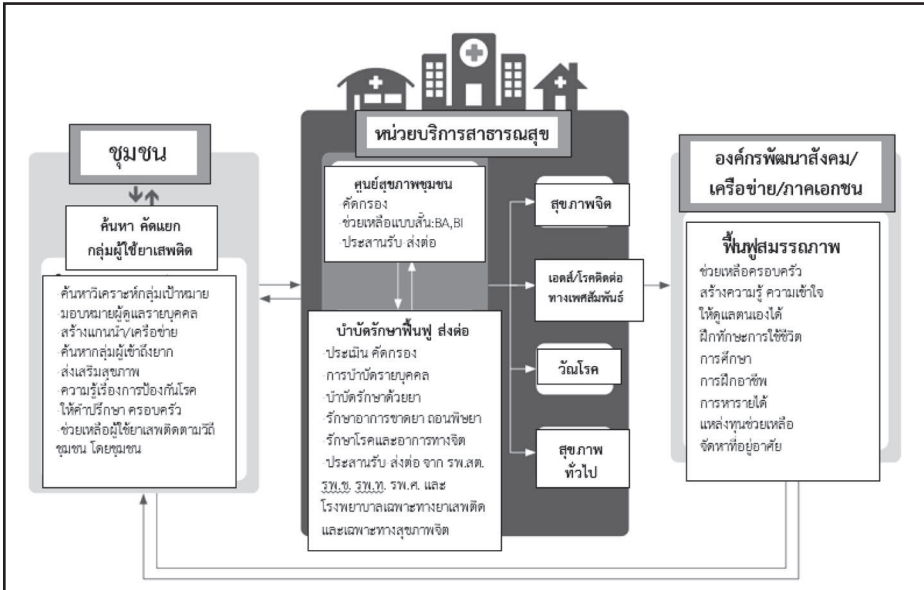 ชุมชน
ค้นหา คัดแยก
กลุ่มผู้ใช้ยาเสพติด
-ค้นหาวิเคราะห์กลุ่มเป้าหมาย
มอบหมายผู้ดูแลรายบุคคล
-สร้างแกนนำ/เครือข่าย
-ค้นหากลุ่มผู้เข้าถึงยาก
-ส่งเสริมสุขภาพ
-ความรู้เรื่องการป้องกันโรค
-ให้คำปรึกษา ครอบครัว
-ช่วยเหลือผู้ใช้ยาเสพติดตามวิถี
ชุมชน โดยชุมชน
หน่วยบริการสาธารณสุข
ศูนย์สุขภาพชุมชน
-คัดกรอง
-ช่วยเหลือแบบสั้น:BA,BI
-ประสานรับ ส่งต่อ
บำบัดรักษาฟื้นฟู ส่งต่อ
-ประเมิน คัดกรอง
-การบำบัดรายบุคคล
-บำบัดรักษาด้วยยา
-รักษาอาการขาดยา ถอนพิษยา
-รักษาโรคและอาการทางจิต
-ประสานรับ ส่งต่อ จาก รพ.สต.
รพ.ช. รพ.ท. รพ.ศ. และ
โรงพยาบาลเฉพาะทางยาเสพติด
และเฉพาะทางสุขภาพจิต
สุขภาพจิต
เอดส์/โรคติดต่อ
ทางเพศสัมพันธ์
วัณโรค
สุขภาพ
ทั่วไป
องค์กรพัฒนาสังคม/
เครือข่าย/ภาคเอกชน
ฟื้นฟูสมรรถภาพ
ช่วยเหลือครอบครัว
สร้างความรู้ ความเข้าใจ
ให้ดูแลตนเองได้
ฝึกทักษะการใช้ชีวิต
การศึกษา
การฝึกอาชีพ
การหารายได้
แหล่งทุนช่วยเหลือ
จัดหาที่อยู่อาศัย